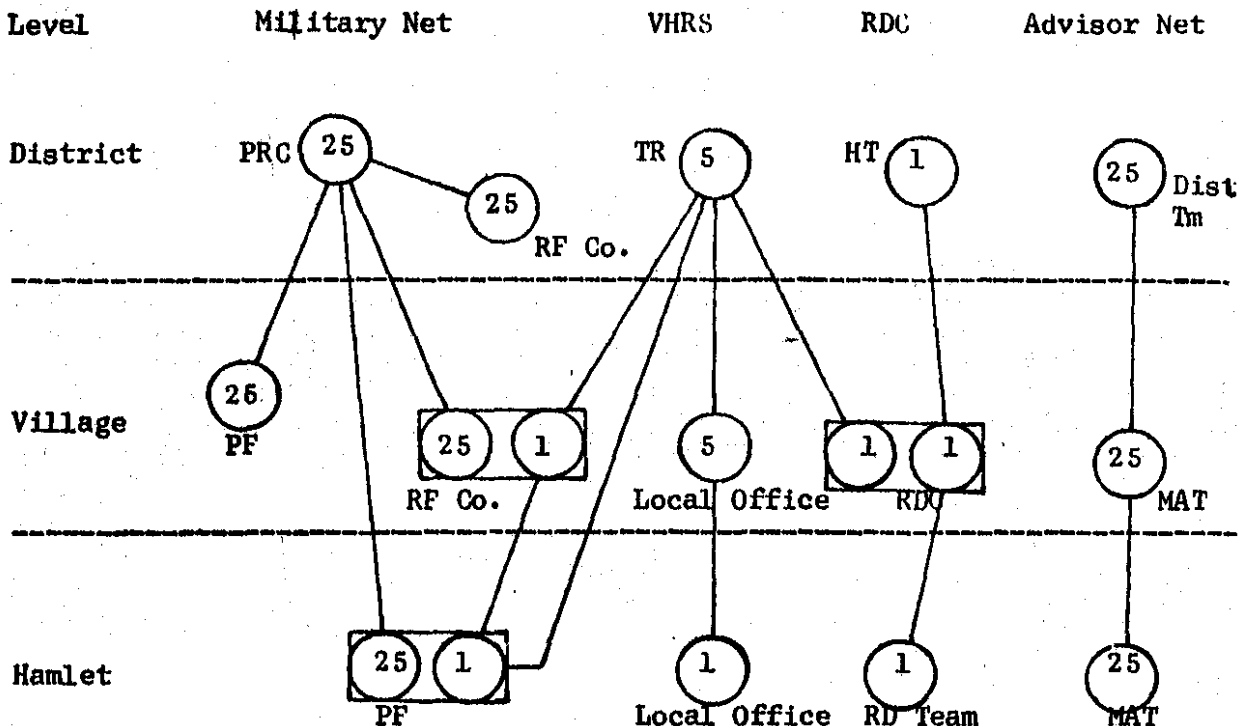 Level Military Net VHRS RDC Advisor Net
District PRC 25 TR 5 HT 1 25 Dist
25 Tm
RF Co.
25
PF
Village 25 1 5 1 1 25
RF Co. Local Office RDC MAT
Hamlet 25 1 1 1 25
PF Local Office RD Team MAT